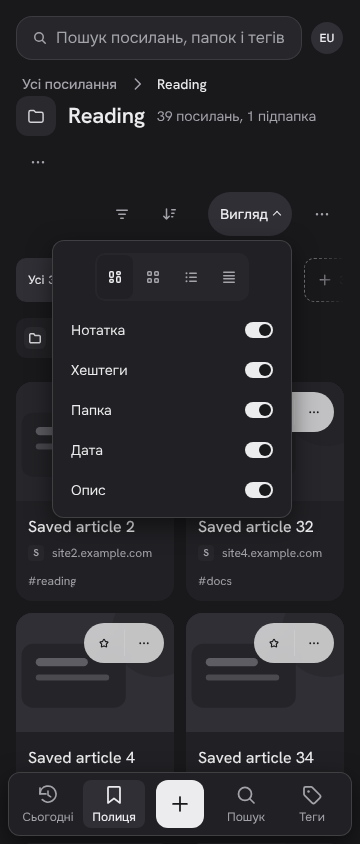 Пошук посилань, папок і тегів
EU
Усі посилання > Reading
Reading 39 посилань, 1 підпапка
Вигляд
Усі
Нотатка
Хештеги
Папка
Дата
Опис
Saved article 2
S site2.example.com
#reading
Saved article 32
S site4.example.com
#docs
Saved article 4
Saved article 34
Сьогодні
Полиця
Пошук
Теги